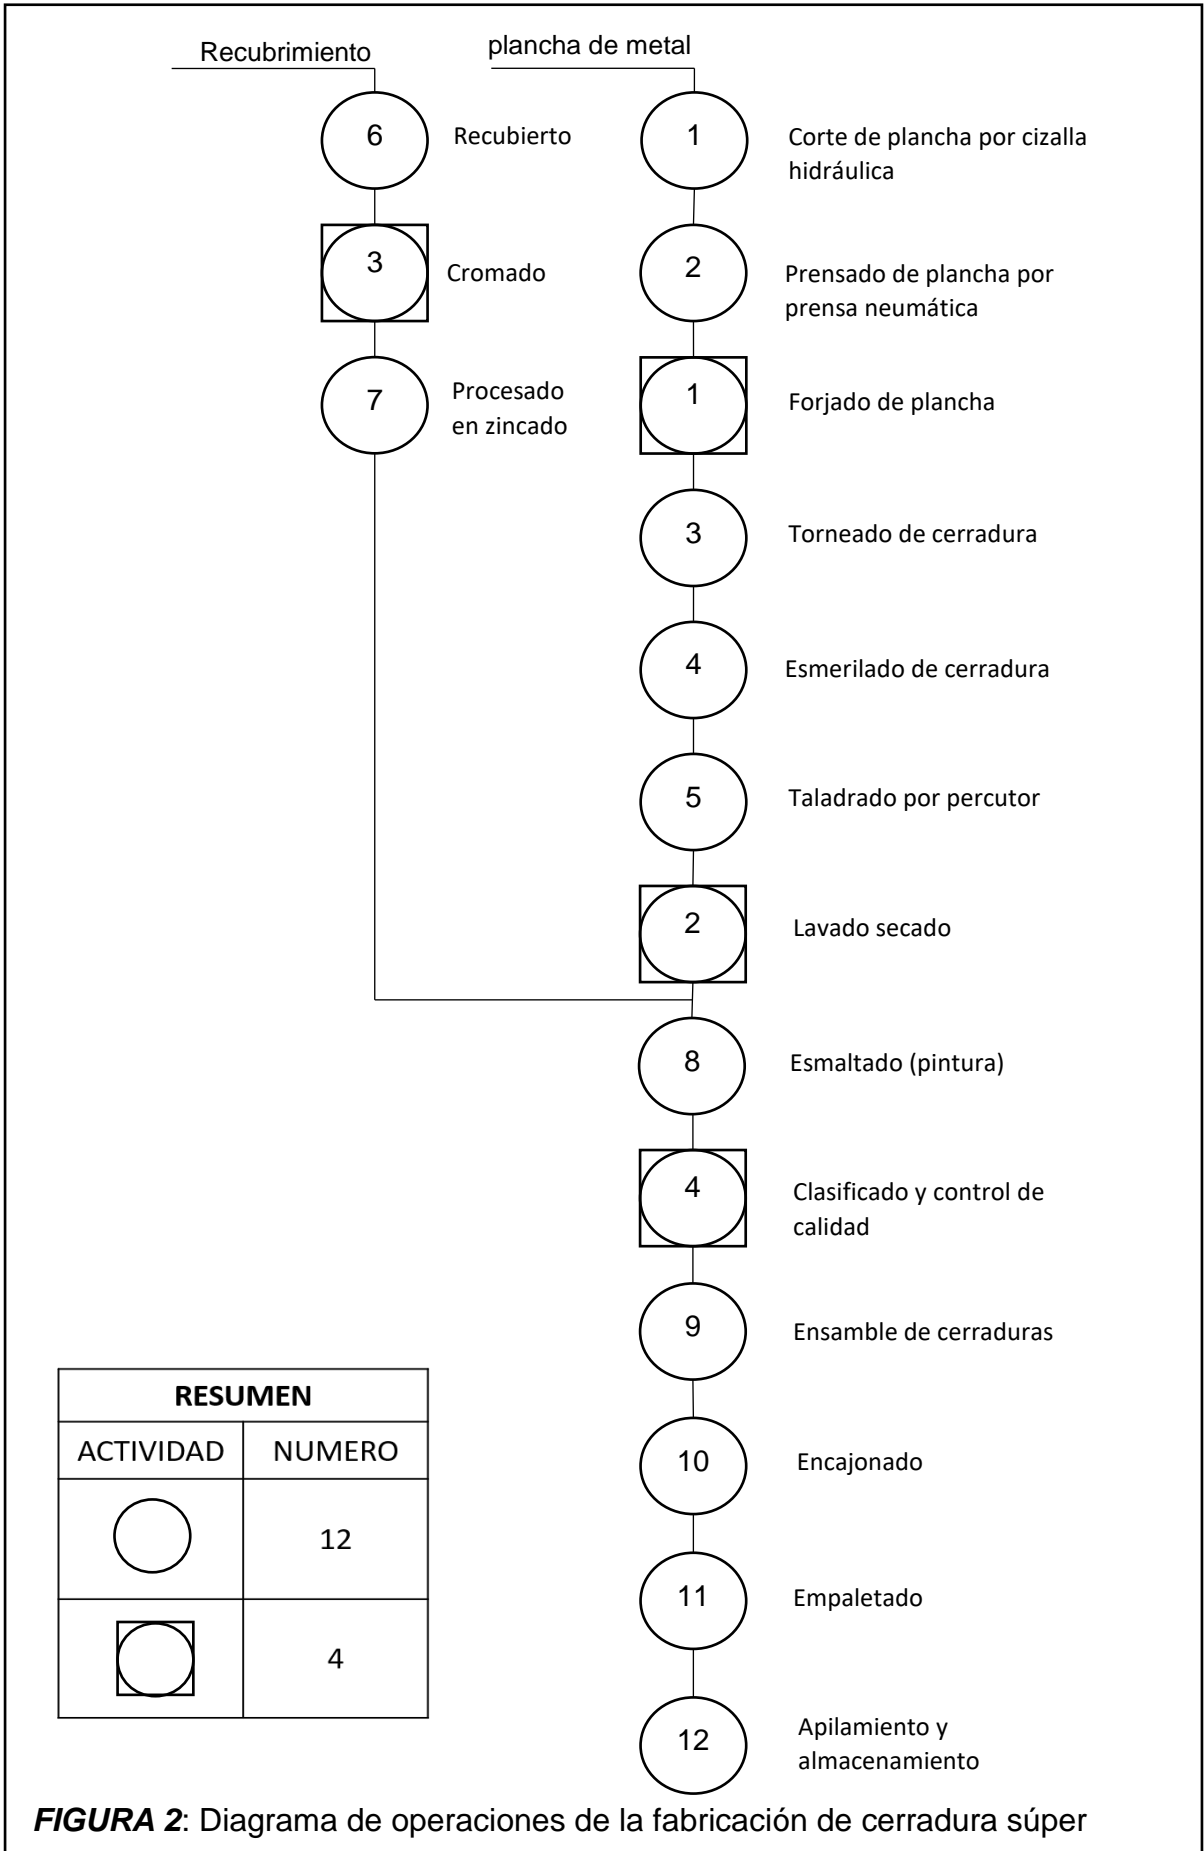 Recubrimiento
plancha de metal
6
Recubierto
1
Corte de plancha por cizalla
hidráulica
3
Cromado
2
Prensado de plancha por
prensa neumática
7
Procesado
en zincado
1
Forjado de plancha
3
Torneado de cerradura
4
Esmerilado de cerradura
5
Taladrado por percutor
2
Lavado secado
8
Esmaltado (pintura)
4
Clasificado y control de
calidad
9
Ensamble de cerraduras
10
Encajonado
11
Empaletado
12
Apilamiento y
almacenamiento
RESUMEN
ACTIVIDAD NUMERO
12
4
FIGURA 2: Diagrama de operaciones de la fabricación de cerradura súper